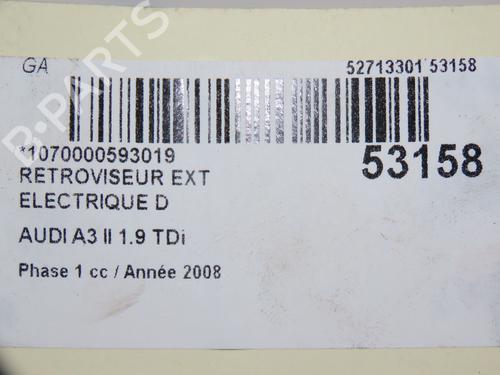 GA
52713301 53158
*1070000593019
53158
RETROVISEUR EXT
ELECTRIQUE D
AUDI A3 II 1.9 TDi
Phase 1 cc / Année 2008
B-PARTS